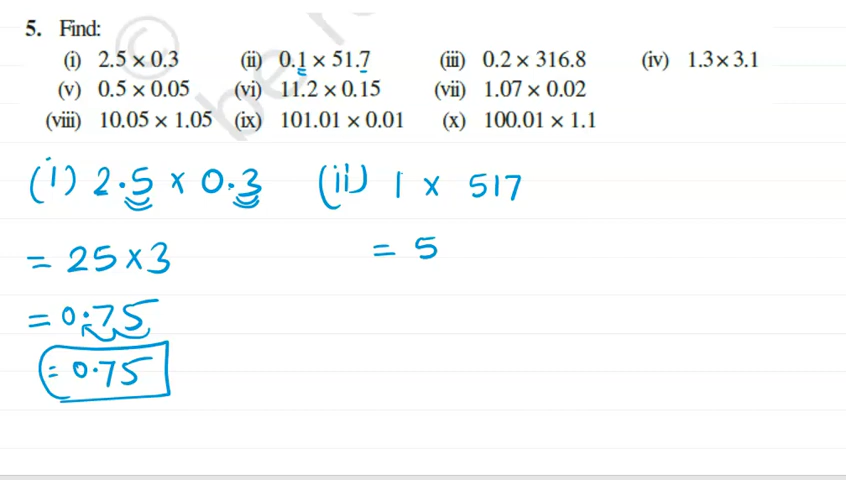 5. Find:
(i) 2.5 × 0.3 (ii) 0.1 × 51.7 (iii) 0.2 × 316.8 (iv) 1.3 × 3.1
(v) 0.5 × 0.05 (vi) 11.2 × 0.15 (vii) 1.07 × 0.02
(viii) 10.05 × 1.05 (ix) 101.01 × 0.01 (x) 100.01 × 1.1
(i) 2.5 × 0.3 (ii) 1 × 517
= 25 × 3 = 5
= 0.75
= 0.75